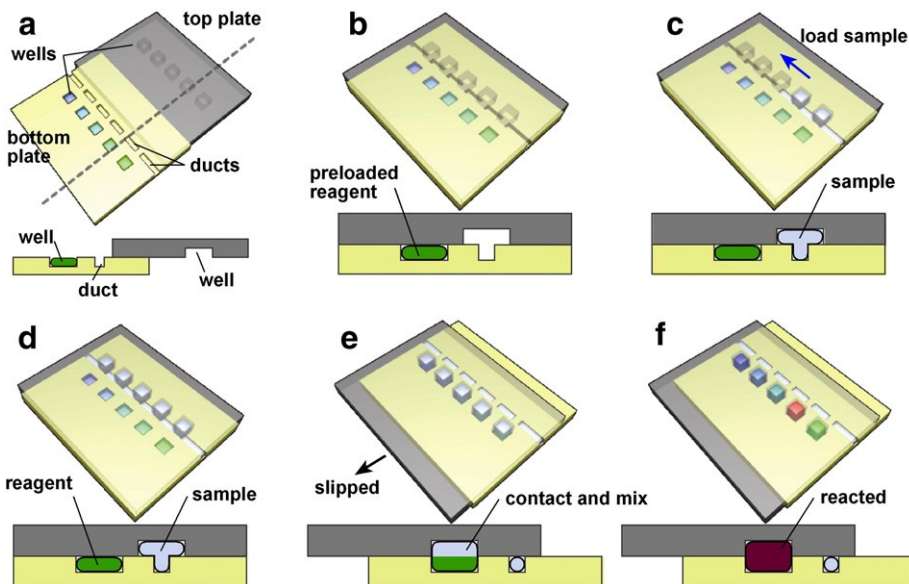 a
top plate
wells
bottom
plate
ducts
well
duct
well
b
preloaded
reagent
c
load sample
sample
d
reagent
sample
e
slipped
contact and mix
f
reacted